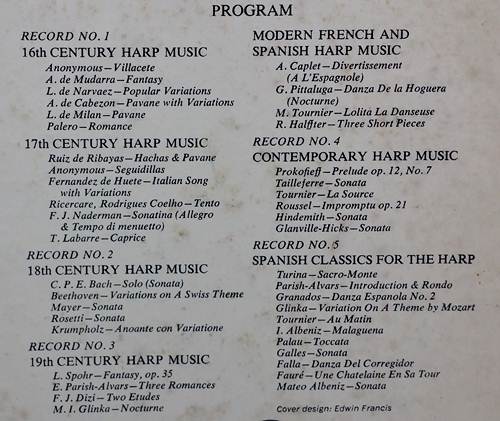 PROGRAM
RECORD NO. 1
16th CENTURY HARP MUSIC
Anonymous—Villacete
A. de Mudarra—Fantasy
L. de Narvaez—Popular Variations
A. de Cabezon—Pavane with Variations
L. de Milan—Pavane
Palero—Romance
17th CENTURY HARP MUSIC
Ruiz de Ribayas—Hachas & Pavane
Anonymous—Seguidillas
Fernandez de Huete—Italian Song
with Variations
Ricercare, Rodrigues Coelho—Tento
F. J. Naderman—Sonatina (Allegro
& Tempo di menuetto)
T. Labarre—Caprice
RECORD NO. 2
18th CENTURY HARP MUSIC
C. P. E. Bach—Solo (Sonata)
Beethoven—Variations on A Swiss Theme
Mayer—Sonata
Rosetti—Sonata
Krumpholz—Anoante con Variatione
RECORD NO. 3
19th CENTURY HARP MUSIC
L. Spohr—Fantasy, op. 35
E. Parish-Alvars—Three Romances
F. J. Dizi—Two Etudes
M. I. Glinka—Nocturne
MODERN FRENCH AND
SPANISH HARP MUSIC
A. Caplet—Divertissement
(A L'Espagnole)
G. Pittaluga—Danza De la Hoguera
(Nocturne)
M. Tournier—Lolita La Danseuse
R. Halffter—Three Short Pieces
RECORD NO. 4
CONTEMPORARY HARP MUSIC
Prokofieff—Prelude op. 12, No. 7
Tailleferre—Sonata
Tournier—La Source
Roussel—Impromptu op. 21
Hindemith—Sonata
Glanville-Hicks—Sonata
RECORD NO. 5
SPANISH CLASSICS FOR THE HARP
Turina—Sacro-Monte
Parish-Alvars—Introduction & Rondo
Granados—Danza Espanola No. 2
Glinka—Variation On A Theme by Mozart
Tournier—Au Matin
I. Albeniz—Malaguena
Palau—Toccata
Galles—Sonata
Falla—Danza Del Corregidor
Fauré—Une Chatelaine En Sa Tour
Mateo Albeniz—Sonata
Cover design: Edwin Francis